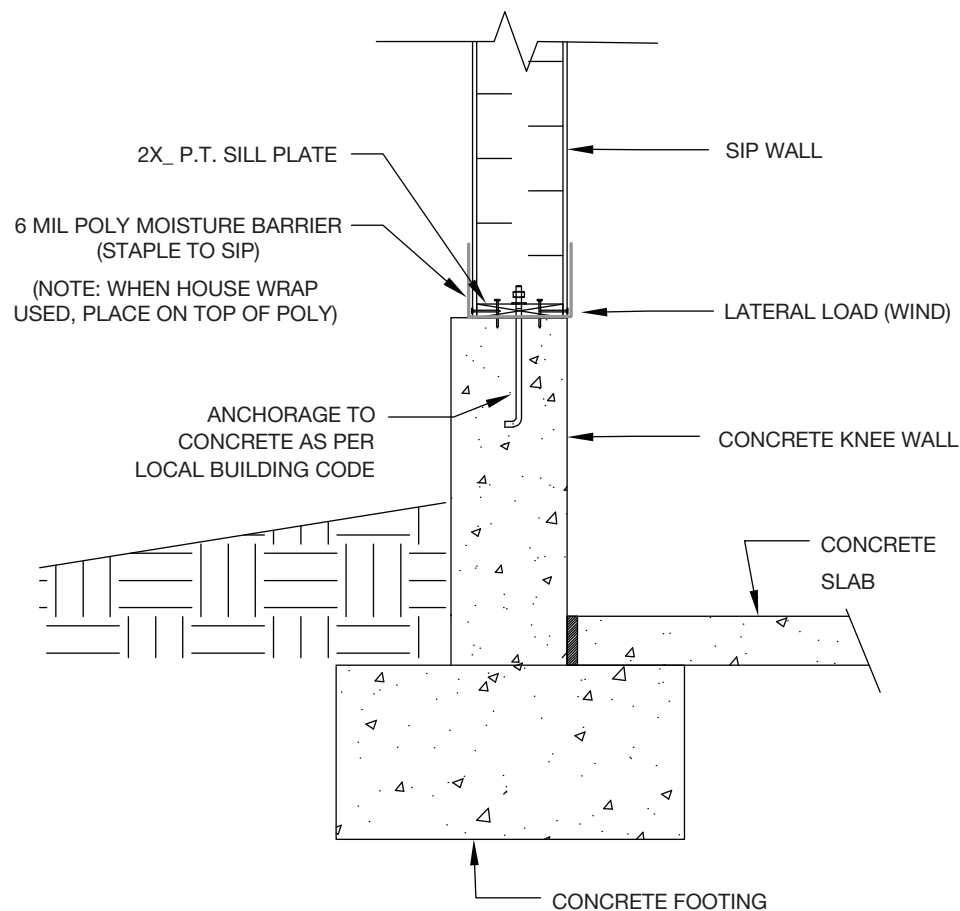 2X_ P.T. SILL PLATE
SIP WALL
6 MIL POLY MOISTURE BARRIER
(STAPLE TO SIP)
(NOTE: WHEN HOUSE WRAP
USED, PLACE ON TOP OF POLY)
LATERAL LOAD (WIND)
ANCHORAGE TO
CONCRETE AS PER
LOCAL BUILDING CODE
CONCRETE KNEE WALL
CONCRETE
SLAB
CONCRETE FOOTING